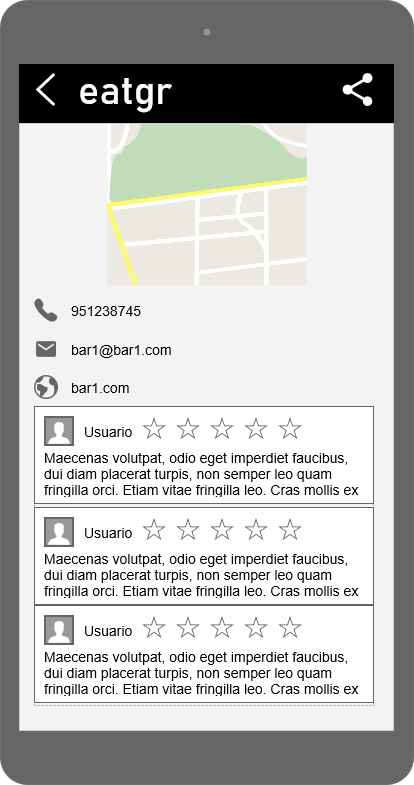 eatgr
951238745
bar1@bar1.com
bar1.com
Usuario
Maecenas volutpat, odio eget imperdiet faucibus,
dui diam placerat turpis, non semper leo quam
fringilla orci. Etiam vitae fringilla leo. Cras mollis ex
Usuario
Maecenas volutpat, odio eget imperdiet faucibus,
dui diam placerat turpis, non semper leo quam
fringilla orci. Etiam vitae fringilla leo. Cras mollis ex
Usuario
Maecenas volutpat, odio eget imperdiet faucibus,
dui diam placerat turpis, non semper leo quam
fringilla orci. Etiam vitae fringilla leo. Cras mollis ex